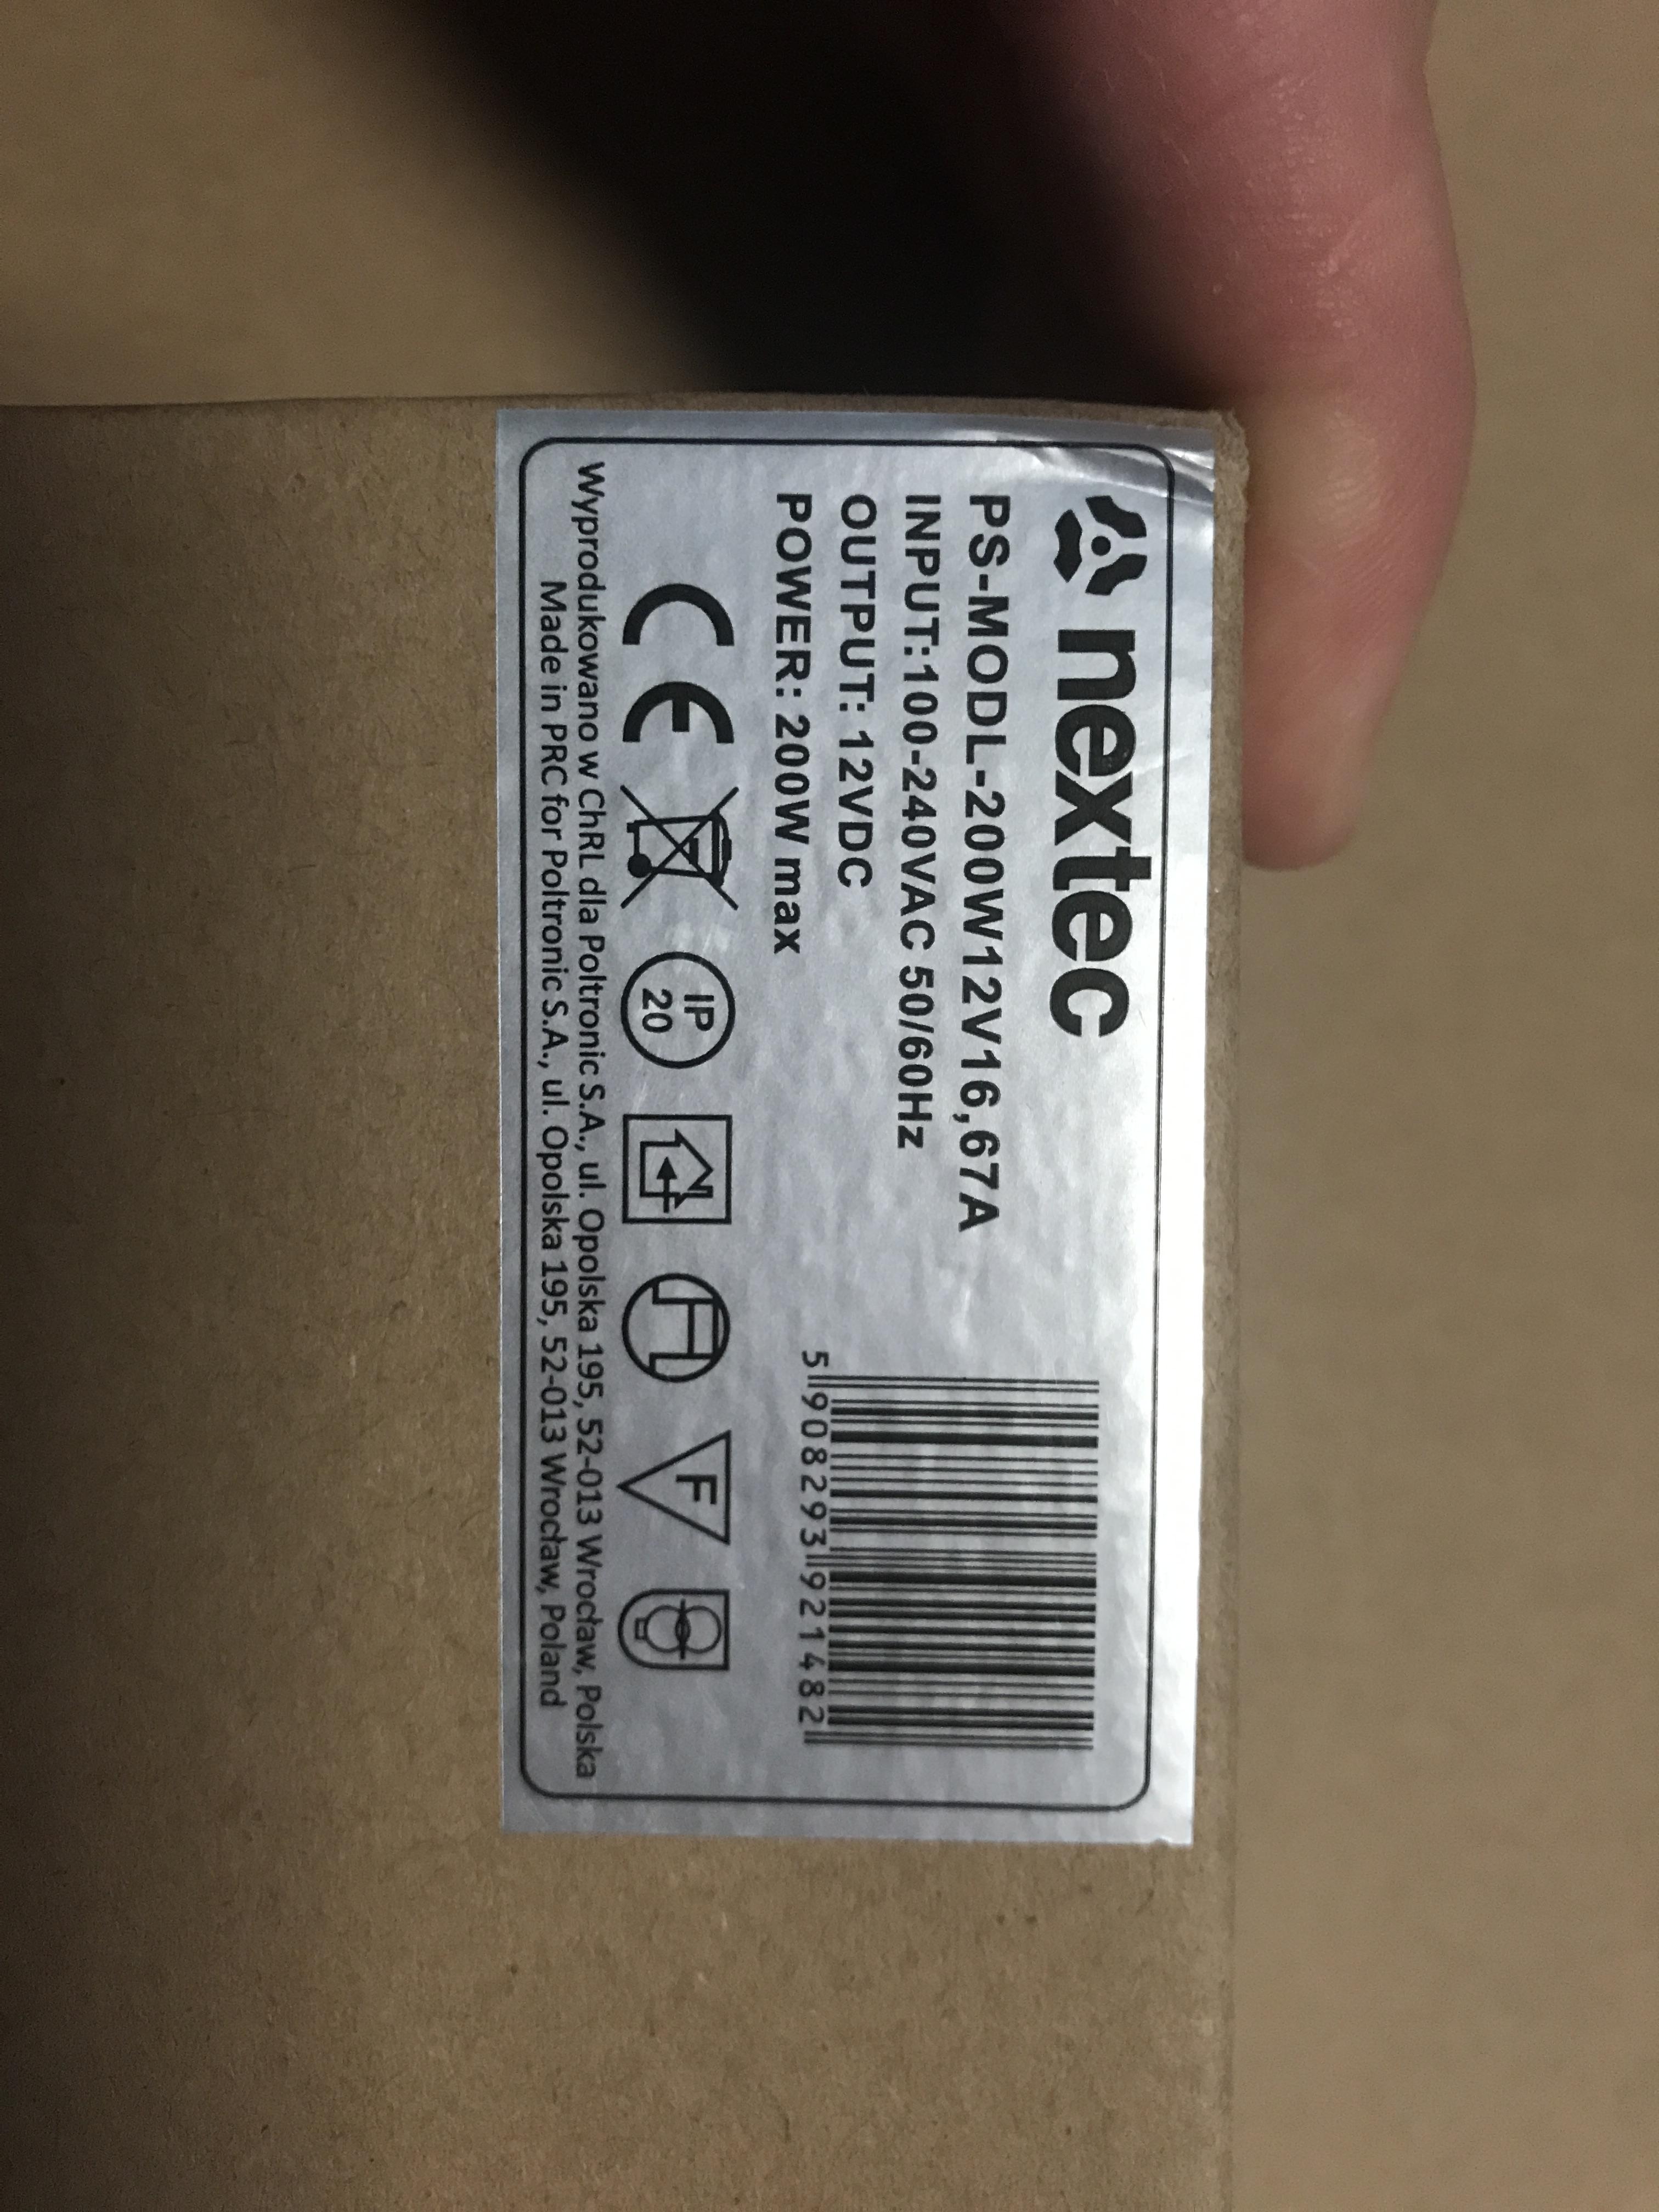 nextec
PS-MODL-200W12V16,67A
INPUT:100-240VAC 50/60Hz
OUTPUT: 12VDC
POWER: 200W max
5 908293 921482
CE
IP
20
F
Wyprodukowano w ChRL dla Poltronic S.A., ul. Opolska 195, 52-013 Wrocław, Polska
Made in PRC for Poltronic S.A., ul. Opolska 195, 52-013 Wrocław, Poland